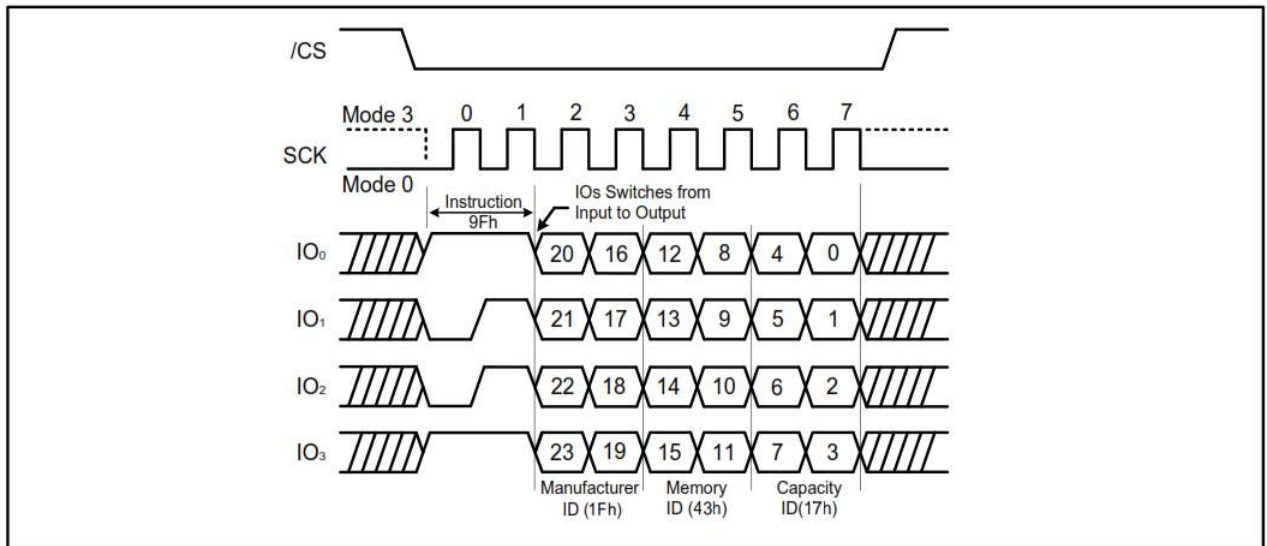 /CS
Mode 3 0 1 2 3 4 5 6 7
SCK
Mode 0
Instruction
9Fh
IOs Switches from
Input to Output
IO₀ 20 16 12 8 4 0
IO₁ 21 17 13 9 5 1
IO₂ 22 18 14 10 6 2
IO₃ 23 19 15 11 7 3
Manufacturer
ID (1Fh)
Memory
ID (43h)
Capacity
ID(17h)